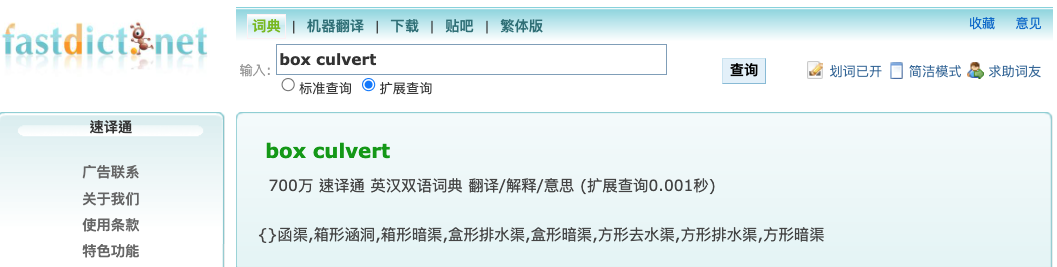 fastdict.net
词典 | 机器翻译 | 下载 | 贴吧 | 繁体版
收藏 意见
输入: box culvert 查询 划词已开 简洁模式 求助词友
标准查询 扩展查询
速译通
广告联系
关于我们
使用条款
特色功能
box culvert
700万 速译通 英汉双语词典 翻译/解释/意思 (扩展查询0.001秒)
{}函渠,箱形涵洞,箱形暗渠,盒形排水渠,盒形暗渠,方形去水渠,方形排水渠,方形暗渠